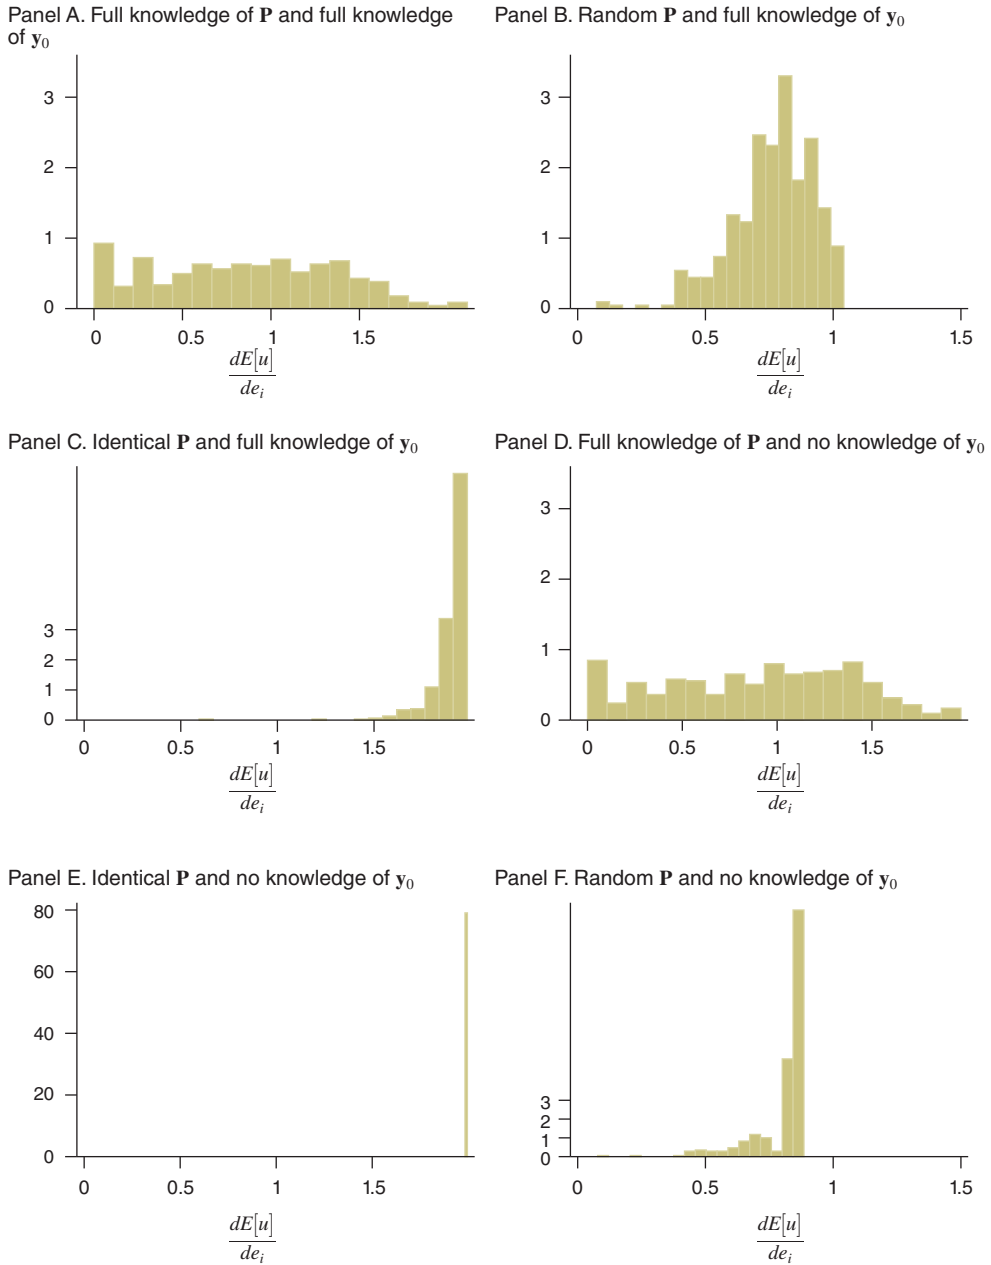 Panel A. Full knowledge of P and full knowledge
of y0
3
2
1
0
0 0.5 1 1.5
dE[u]
dei
Panel B. Random P and full knowledge of y0
3
2
1
0
0 0.5 1 1.5
dE[u]
dei
Panel C. Identical P and full knowledge of y0
3
2
1
0
0 0.5 1 1.5
dE[u]
dei
Panel D. Full knowledge of P and no knowledge of y0
3
2
1
0
0 0.5 1 1.5
dE[u]
dei
Panel E. Identical P and no knowledge of y0
80
60
40
20
0
0 0.5 1 1.5
dE[u]
dei
Panel F. Random P and no knowledge of y0
3
2
1
0
0 0.5 1 1.5
dE[u]
dei